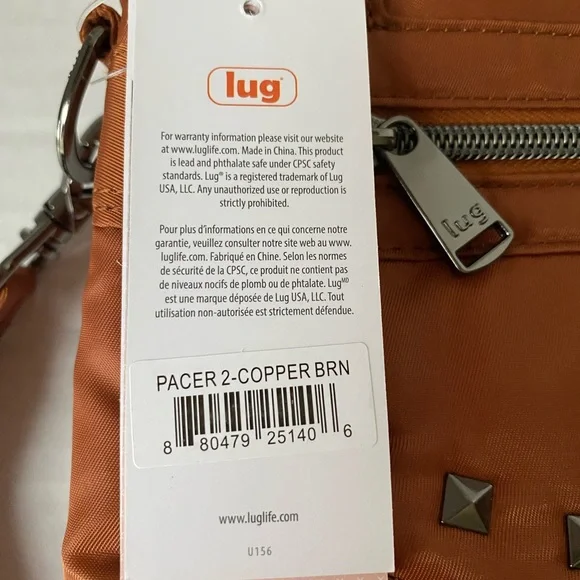 lug®
For warranty information please visit our website
at www.luglife.com. Made in China. This product
is lead and phthalate safe under CPSC safety
standards. Lug® is a registered trademark of Lug
USA, LLC. Any unauthorized use or reproduction is
strictly prohibited.
Pour plus d'informations en ce qui concerne notre
garantie, veuillez consulter notre site web au www.
luglife.com. Fabriqué en Chine. Selon les normes
de sécurité de la CPSC, ce produit ne contient pas
de niveaux nocifs de plomb ou de phtalate. Lugᴹᴰ
est une marque déposée de Lug USA, LLC. Tout
utilisation non-autorisée est strictement défendue.
PACER 2-COPPER BRN
8 80479 25140 6
www.luglife.com
U156
lug